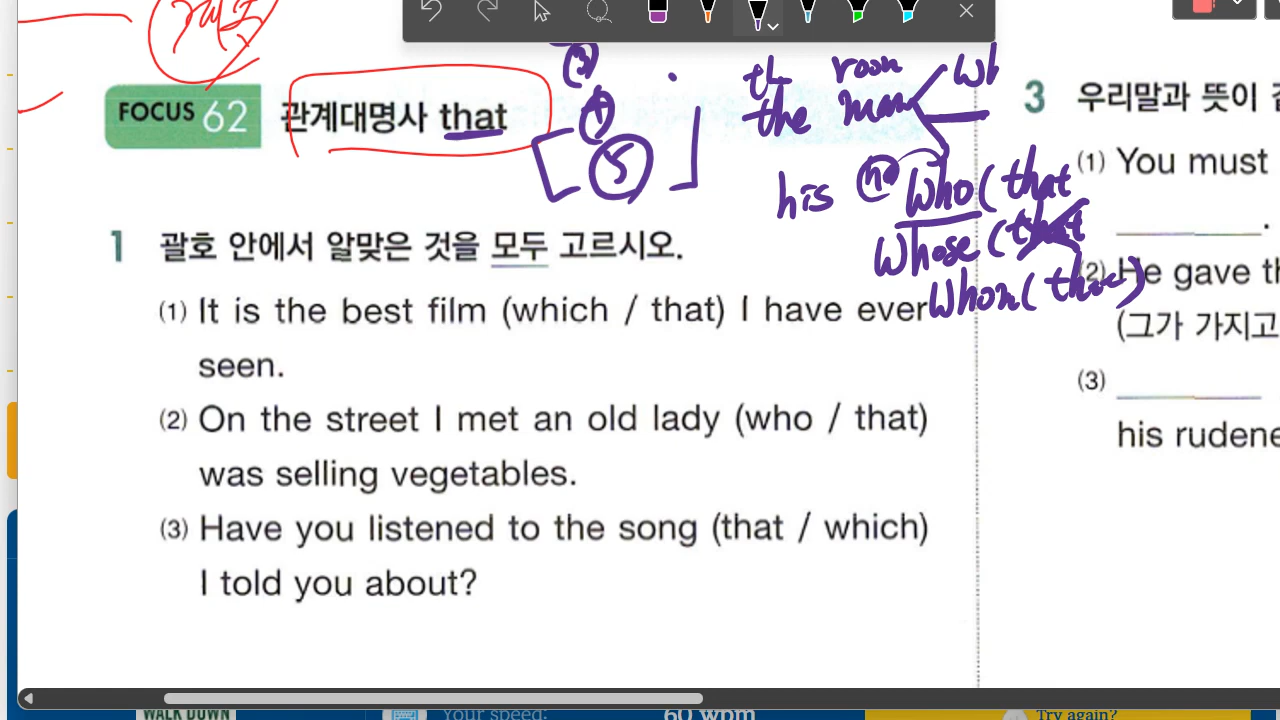 FOCUS 62 관계대명사 that
③
④
⑤
the room
the man
his
who (that
whose (that
whom (that)
1 괄호 안에서 알맞은 것을 모두 고르시오.
(1) It is the best film (which / that) I have ever
seen.
(2) On the street I met an old lady (who / that)
was selling vegetables.
(3) Have you listened to the song (that / which)
I told you about?
3 우리말과 뜻이
(1) You must
.
(2) He gave
(그가 가지고
(3)
his
WALK DOWN
Your speed:
60 wpm
Try again?